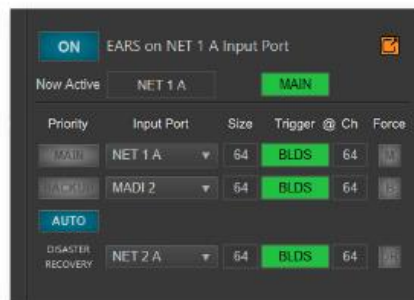 ON EARS on NET 1 A Input Port
Now Active NET 1 A MAIN
Priority Input Port Size Trigger @ Ch Force
MAIN NET 1 A 64 BLDS 64 M
BACKUP MADI 2 64 BLDS 64 B
AUTO
DISASTER
RECOVERY NET 2 A 64 BLDS 64 DR